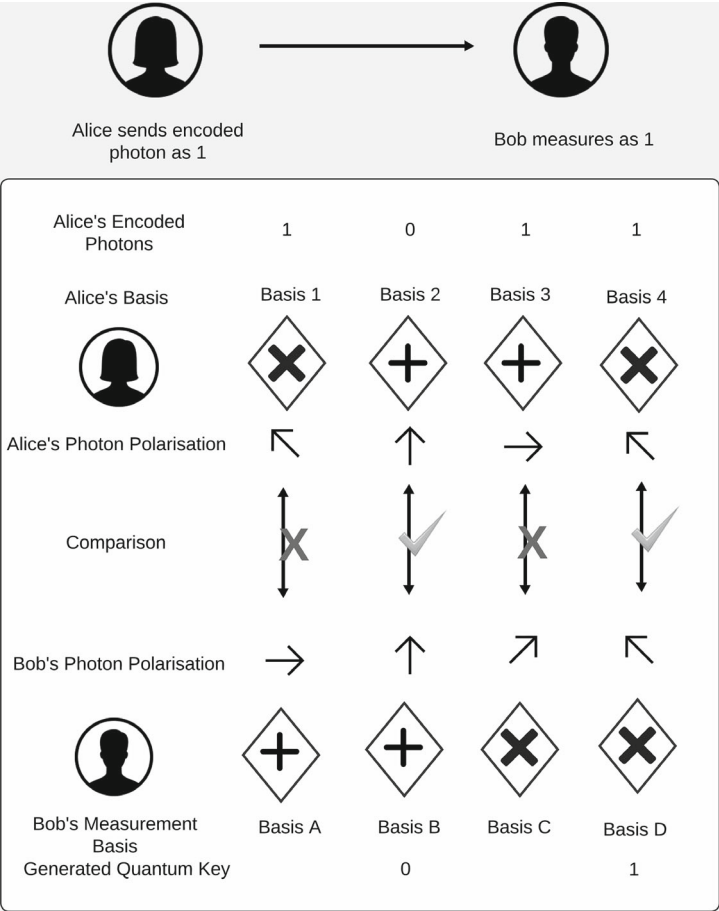 Alice sends encoded
photon as 1
Bob measures as 1
Alice's Encoded
Photons
1 0 1 1
Alice's Basis
Basis 1 Basis 2 Basis 3 Basis 4
Alice's Photon Polarisation
Comparison
X X
Bob's Photon Polarisation
Bob's Measurement
Basis
Basis A Basis B Basis C Basis D
Generated Quantum Key 0 1